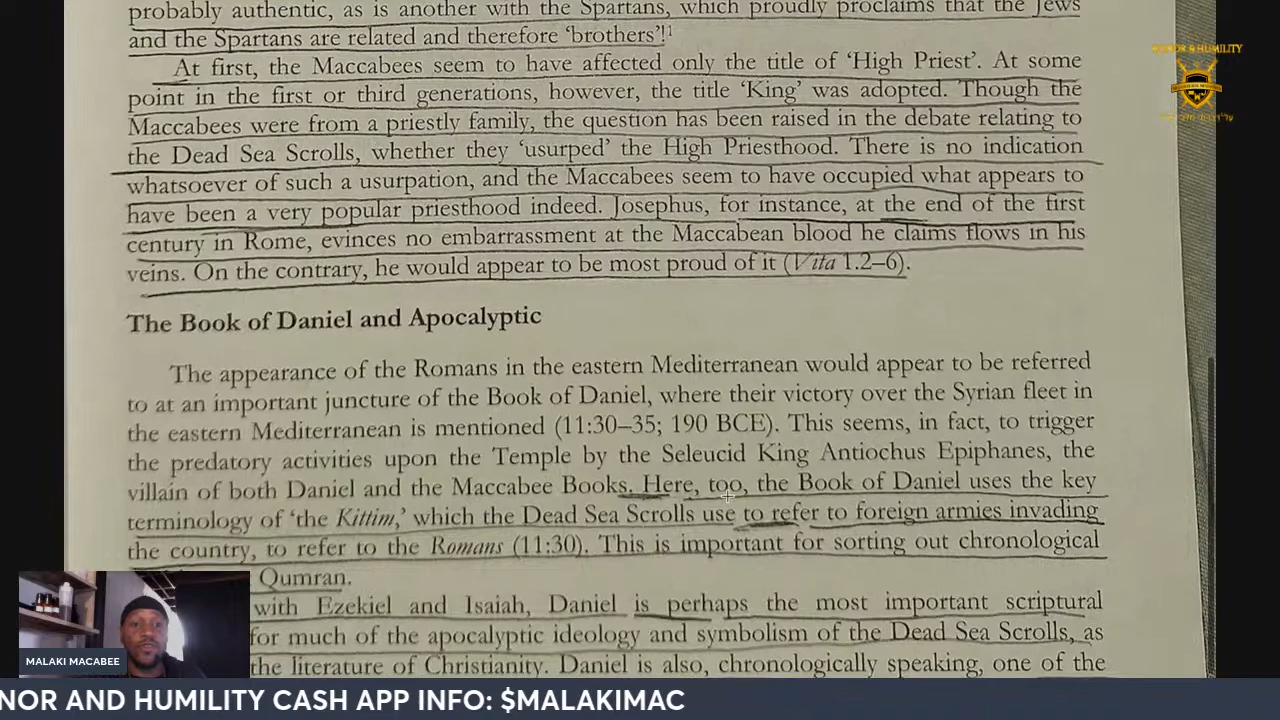 probably authentic, as is another with the Spartans, which proudly proclaims that the Jews
and the Spartans are related and therefore ‘brothers’!¹
At first, the Maccabees seem to have affected only the title of ‘High Priest’. At some
point in the first or third generations, however, the title ‘King’ was adopted. Though the
Maccabees were from a priestly family, the question has been raised in the debate relating to
the Dead Sea Scrolls, whether they ‘usurped’ the High Priesthood. There is no indication
whatsoever of such a usurpation, and the Maccabees seem to have occupied what appears to
have been a very popular priesthood indeed. Josephus, for instance, at the end of the first
century in Rome, evinces no embarrassment at the Maccabean blood he claims flows in his
veins. On the contrary, he would appear to be most proud of it (Vita 1.2–6).
The Book of Daniel and Apocalyptic
The appearance of the Romans in the eastern Mediterranean would appear to be referred
to at an important juncture of the Book of Daniel, where their victory over the Syrian fleet in
the eastern Mediterranean is mentioned (11:30–35; 190 BCE). This seems, in fact, to trigger
the predatory activities upon the Temple by the Seleucid King Antiochus Epiphanes, the
villain of both Daniel and the Maccabee Books. Here, too, the Book of Daniel uses the key
terminology of ‘the Kittim,’ which the Dead Sea Scrolls use to refer to foreign armies invading
the country, to refer to the Romans (11:30). This is important for sorting out chronological
Qumran.
with Ezekiel and Isaiah, Daniel is perhaps the most important scriptural
for much of the apocalyptic ideology and symbolism of the Dead Sea Scrolls, as
the literature of Christianity. Daniel is also, chronologically speaking, one of the
& HUMILITY
MALAKI MACABEE
NOR AND HUMILITY CASH APP INFO: $MALAKIMAC